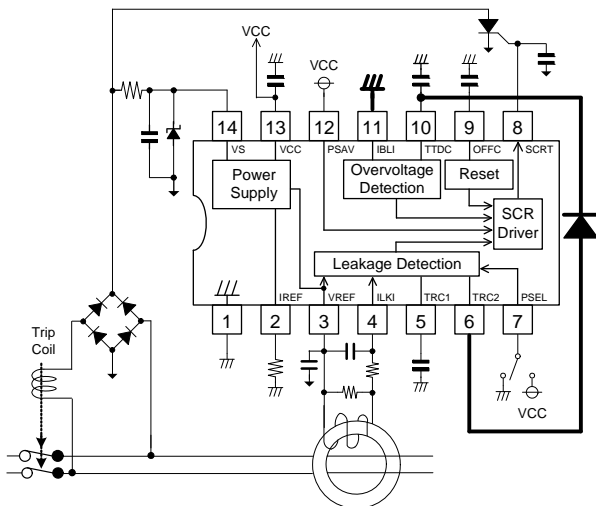 VCC
VCC
14
13
12
11
10
9
8
VS
VCC
PSAV
IBLI
TTDC
OFFC
SCRT
Power
Supply
Overvoltage
Detection
Reset
SCR
Driver
Leakage Detection
IREF
VREF
ILKI
TRC1
TRC2
PSEL
1
2
3
4
5
6
7
Trip
Coil
VCC